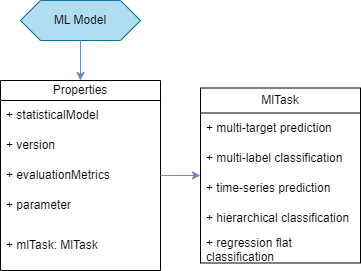 ML Model
Properties
+ statisticalModel
+ version
+ evaluationMetrics
+ parameter
+ mlTask: MlTask
MlTask
+ multi-target prediction
+ multi-label classification
+ time-series prediction
+ hierarchical classification
+ regression flat
classification